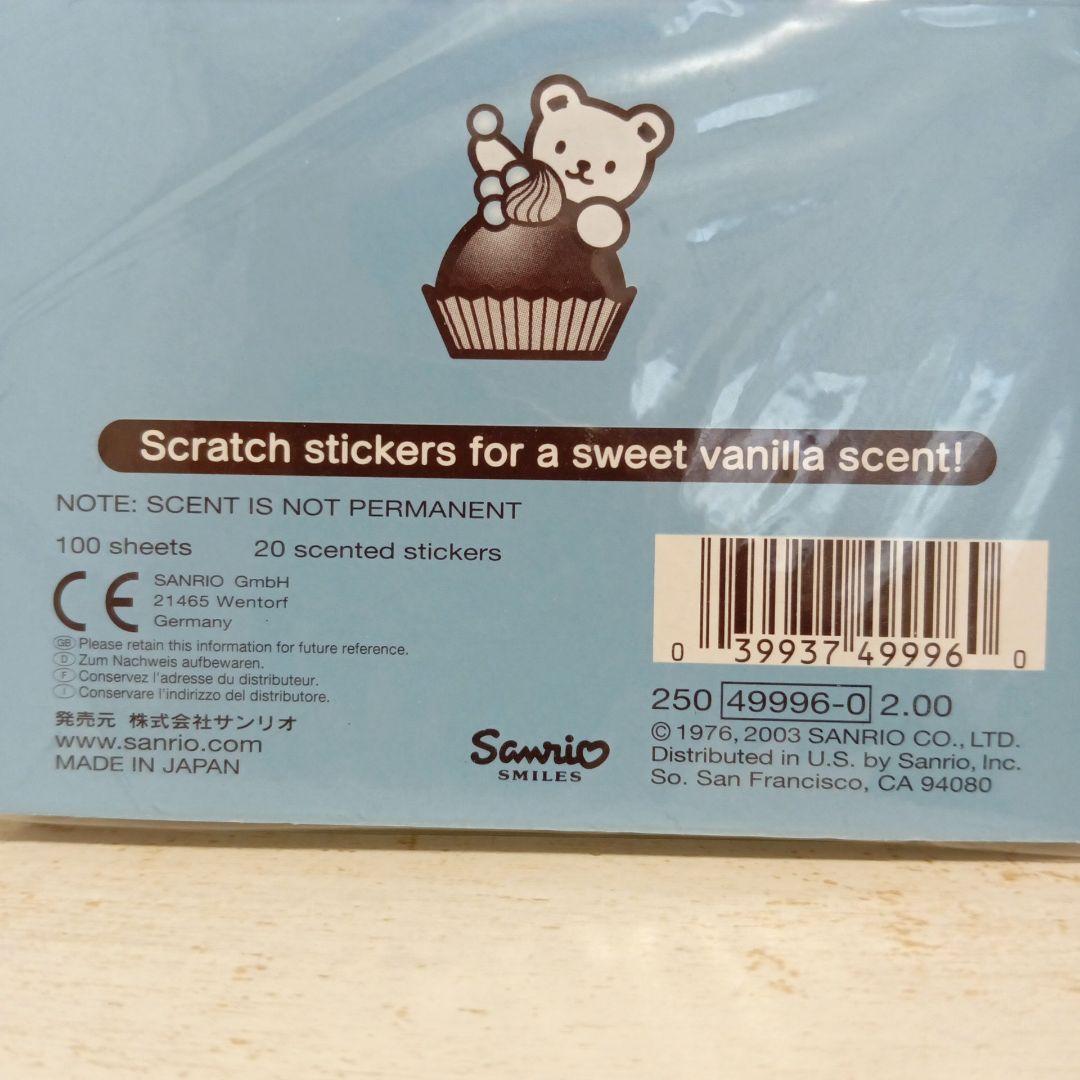 Scratch stickers for a sweet vanilla scent!
NOTE: SCENT IS NOT PERMANENT
100 sheets 20 scented stickers
CE SANRIO GmbH
21465 Wentorf
Germany
GB Please retain this information for future reference.
D Zum Nachweis aufbewaren.
F Conservez l'adresse du distributeur.
I Conservare l'indirizzo del distributore.
発売元 株式会社サンリオ
www.sanrio.com
MADE IN JAPAN
Sanrio
SMILES
0 39937 49996 0
250 49996-0 2.00
© 1976, 2003 SANRIO CO., LTD.
Distributed in U.S. by Sanrio, Inc.
So. San Francisco, CA 94080